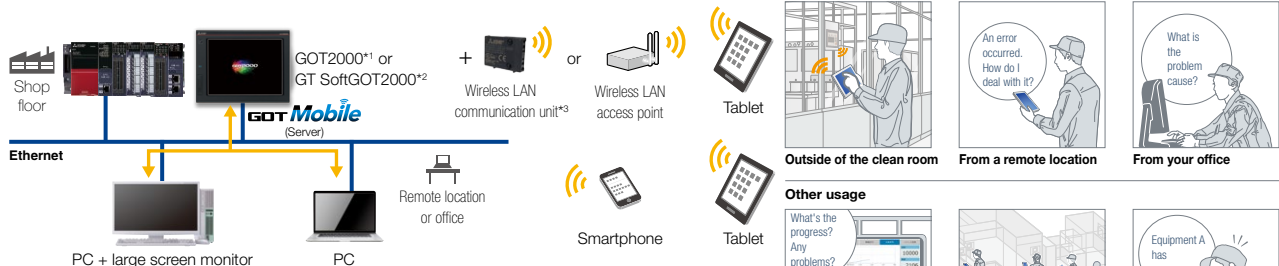 Shop
floor
GOT2000*1 or
GT SoftGOT2000*2
GOT Mobile
(Server)
Ethernet
PC + large screen monitor
PC
Remote location
or office
+
Wireless LAN
communication unit*3
or
Wireless LAN
access point
Tablet
Smartphone
Tablet
Outside of the clean room
An error
occurred.
How do I
deal with it?
From a remote location
What is
the
problem
cause?
From your office
Other usage
What's the
progress?
Any
problems?
10000
Equipment A
has